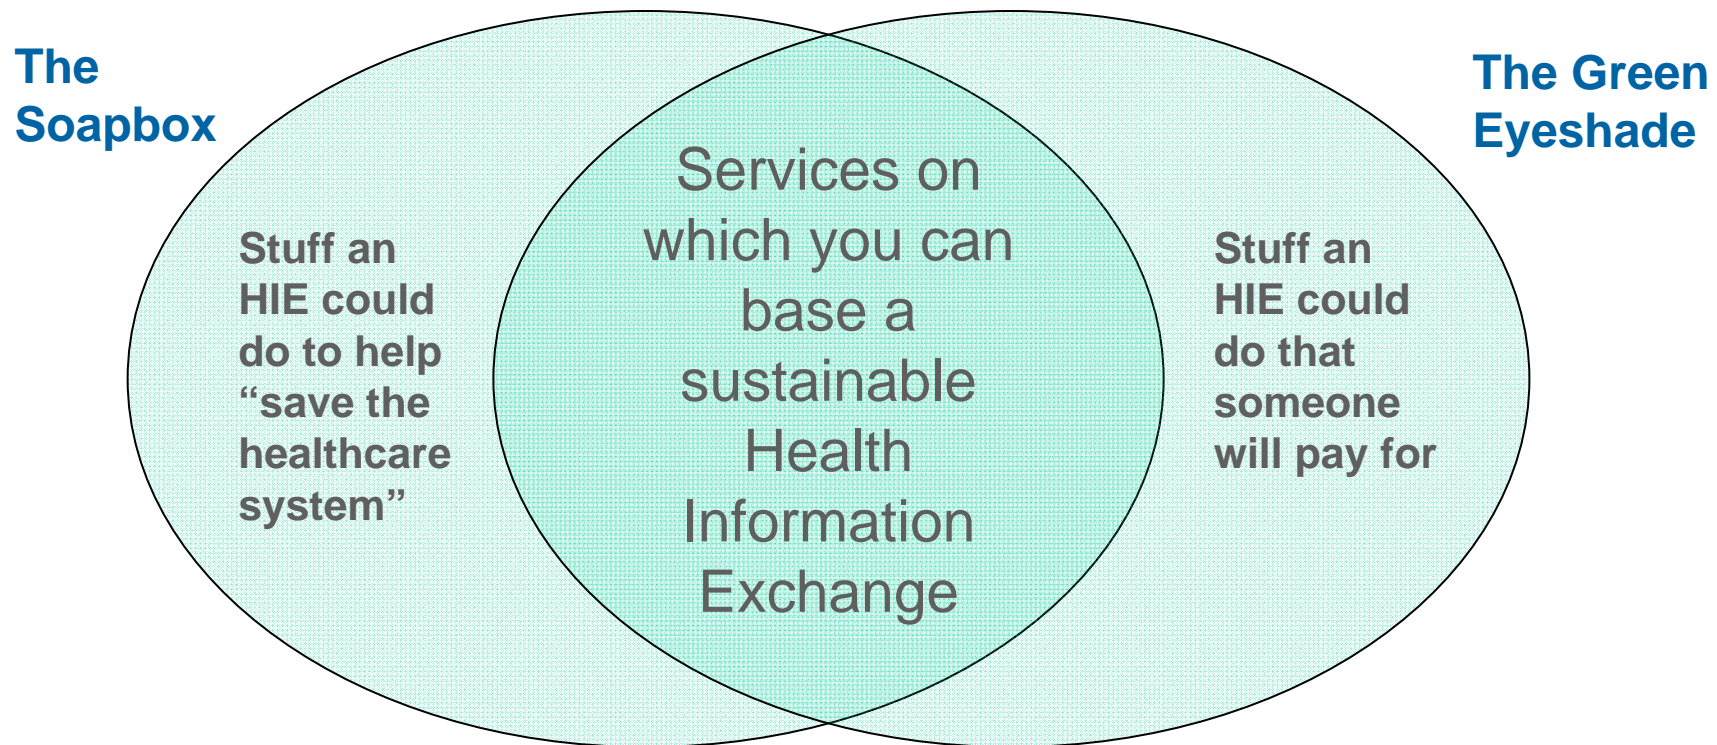 The
Soapbox
Stuff an
HIE could
do to help
“save the
healthcare
system”
Services on
which you can
base a
sustainable
Health
Information
Exchange
The Green
Eyeshade
Stuff an
HIE could
do that
someone
will pay for